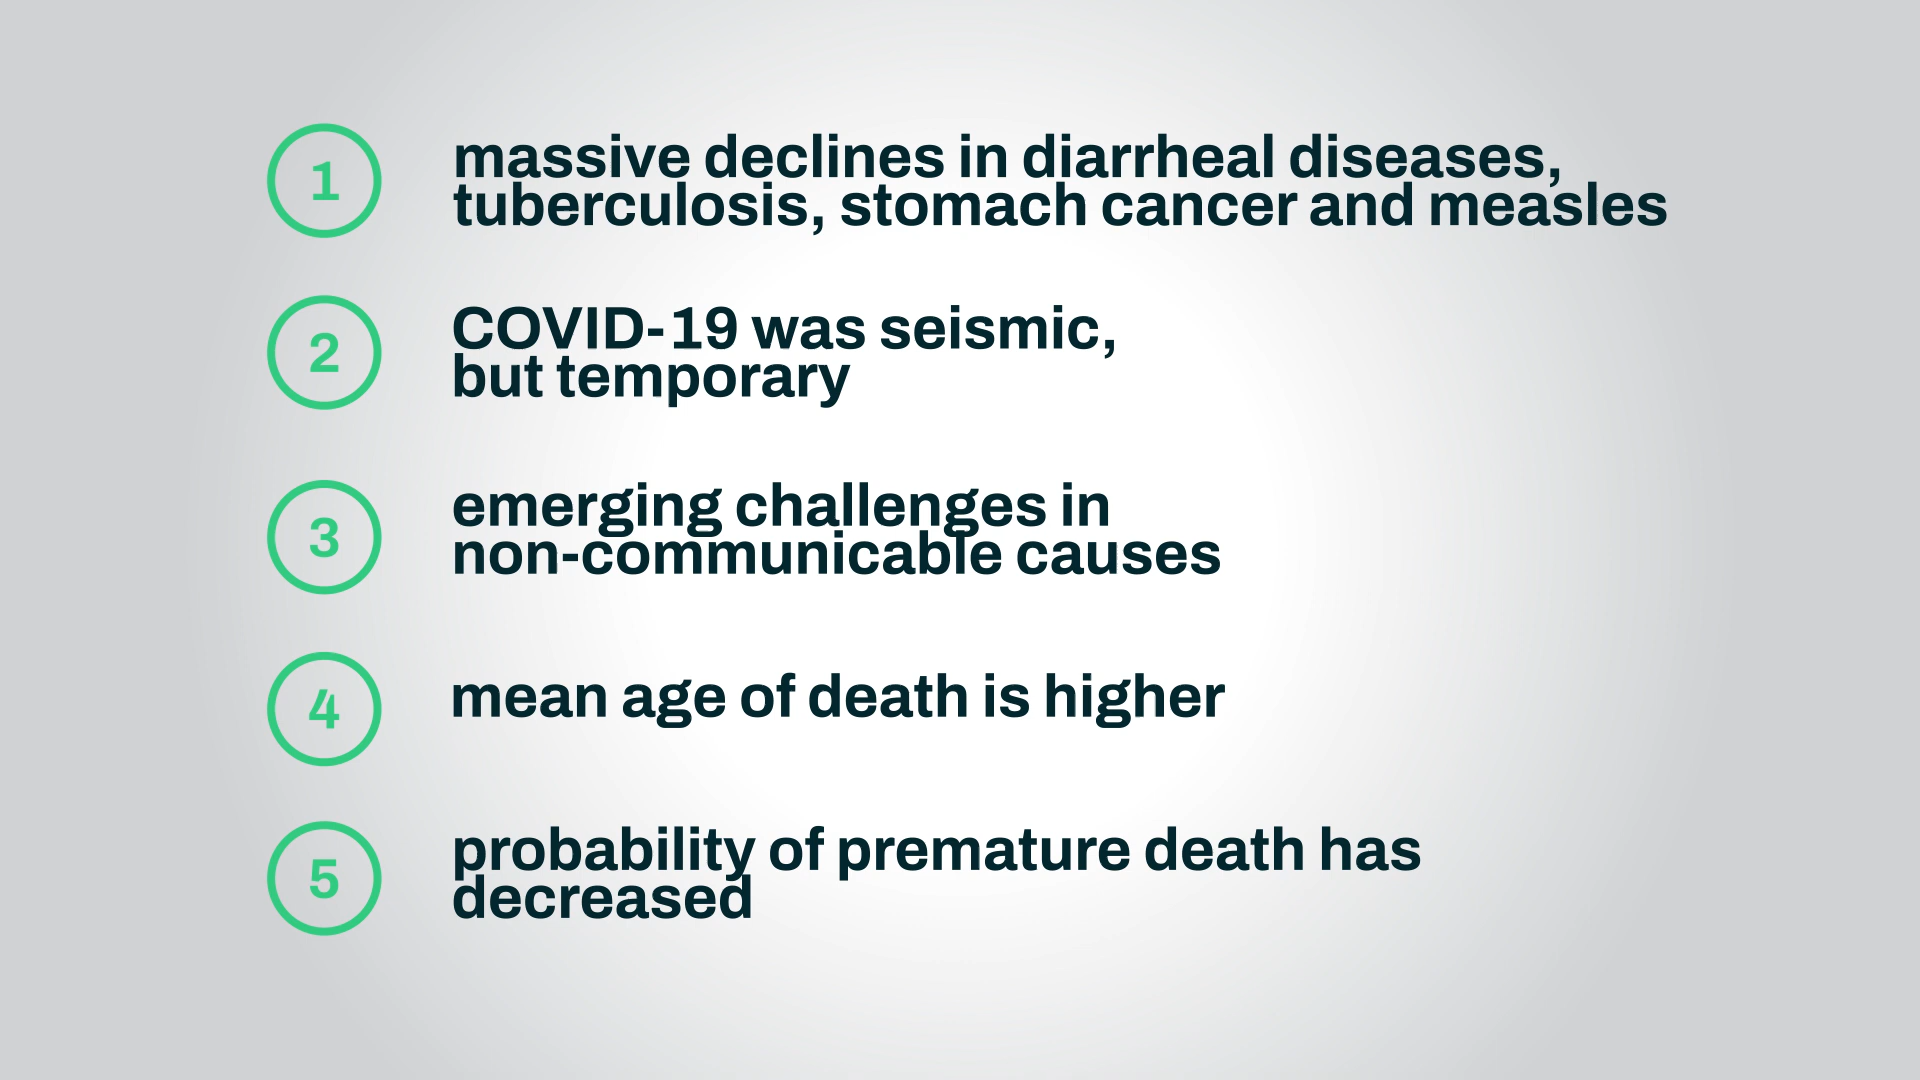 1
massive declines in diarrheal diseases,
tuberculosis, stomach cancer and measles
2
COVID-19 was seismic,
but temporary
3
emerging challenges in
non-communicable causes
4
mean age of death is higher
5
probability of premature death has
decreased